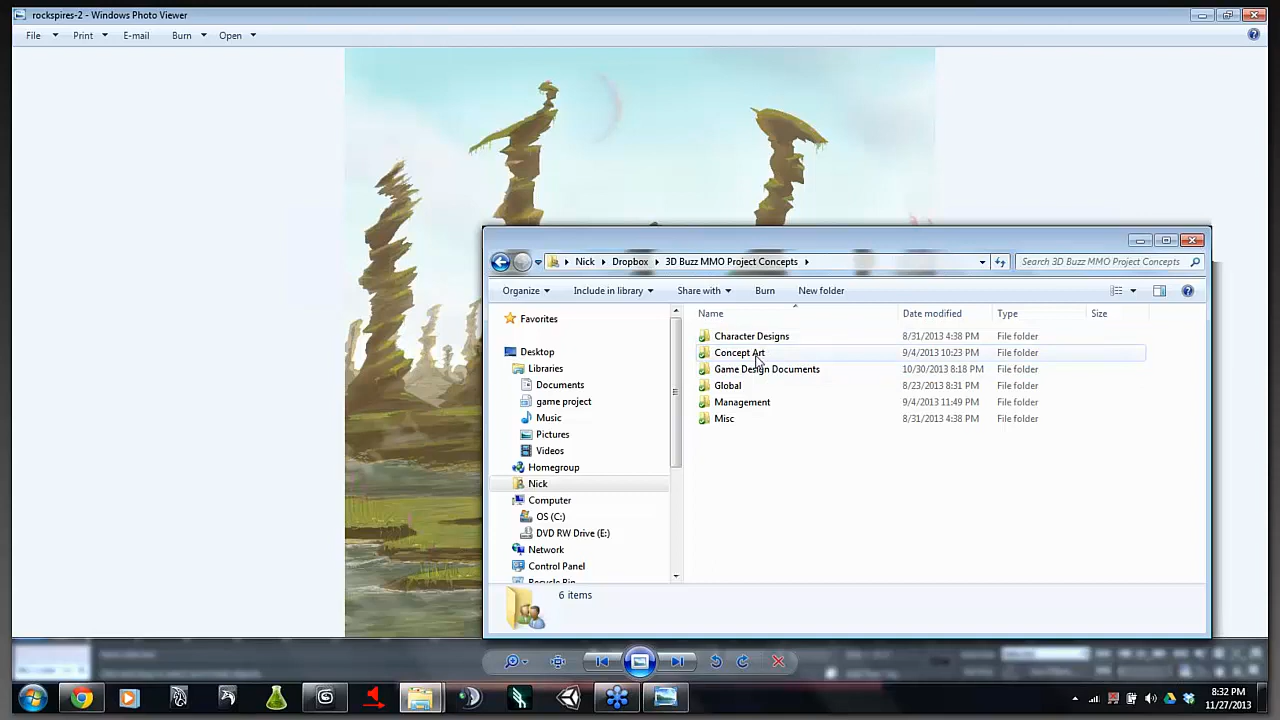 rockspires-2 - Windows Photo Viewer
File Print E-mail Burn Open
Nick Dropbox 3D Buzz MMO Project Concepts
Search 3D Buzz MMO Project Concepts
Organize Include in library Share with Burn New folder
Favorites
Desktop
Libraries
Documents
game project
Music
Pictures
Videos
Homegroup
Nick
Computer
OS (C:)
DVD RW Drive (E:)
Network
Control Panel
Recycle Bin
Name Date modified Type Size
Character Designs 8/31/2013 4:38 PM File folder
Concept Art 9/4/2013 10:23 PM File folder
Game Design Documents 10/30/2013 8:18 PM File folder
Global 8/23/2013 8:31 PM File folder
Management 9/4/2013 11:49 PM File folder
Misc 8/31/2013 4:38 PM File folder
6 items
8:32 PM
11/27/2013